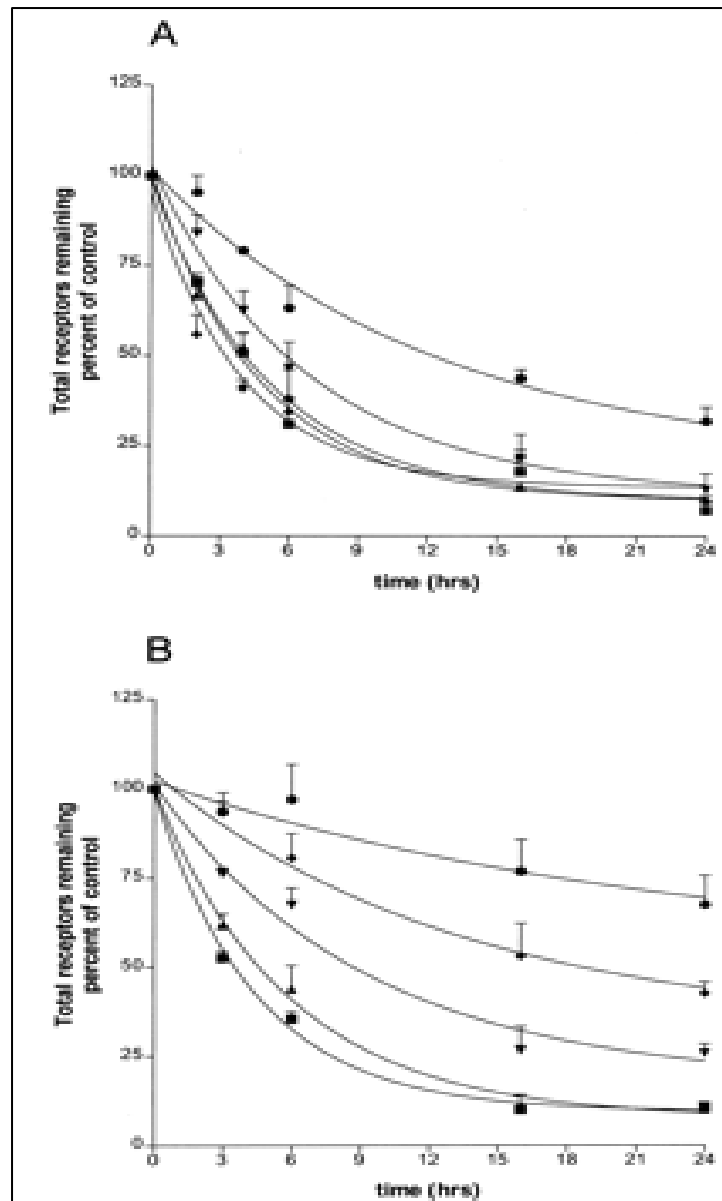 A
125
100
75
50
25
0
Total receptors remaining
percent of control
0 3 6 9 12 15 18 21 24
time (hrs)
B
125
100
75
50
25
0
Total receptors remaining
percent of control
0 3 6 9 12 15 18 21 24
time (hrs)